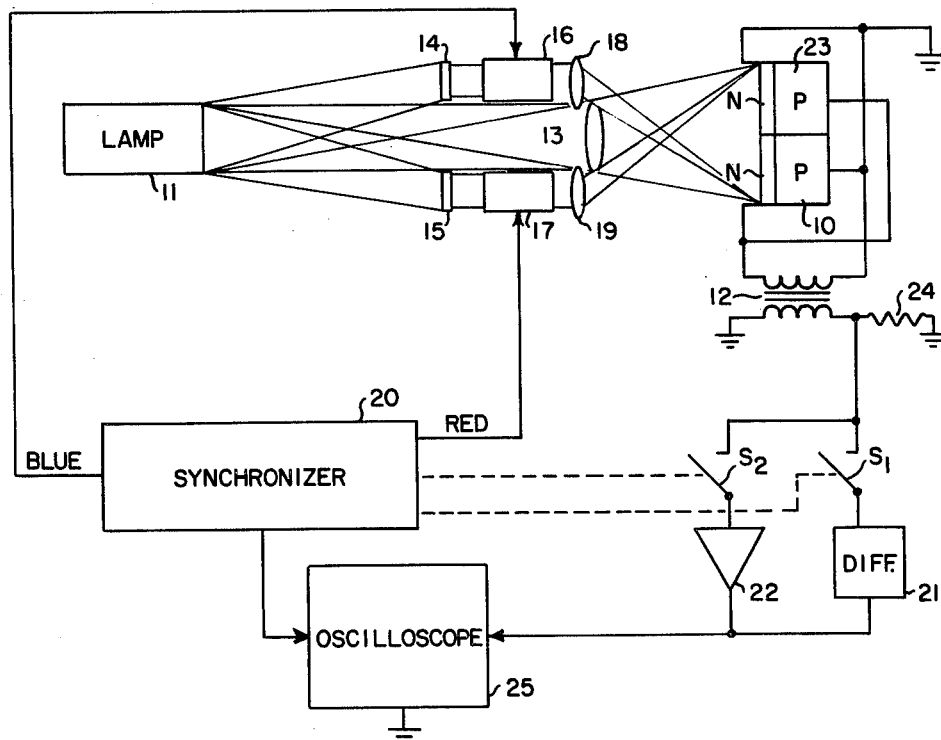 14
16
18
23
LAMP
13
N
P
N
P
11
15
17
19
10
12
24
20
RED
BLUE
SYNCHRONIZER
S2
S1
22
DIFF.
21
OSCILLOSCOPE
25